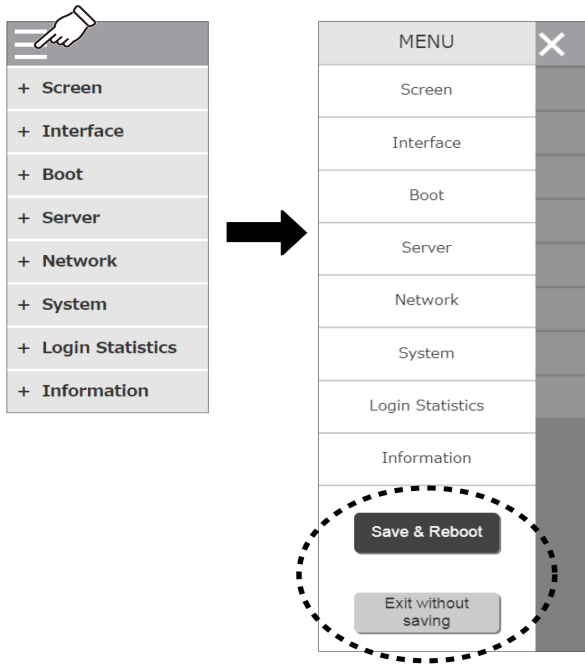 + Screen
+ Interface
+ Boot
+ Server
+ Network
+ System
+ Login Statistics
+ Information
MENU
Screen
Interface
Boot
Server
Network
System
Login Statistics
Information
Save & Reboot
Exit without
saving